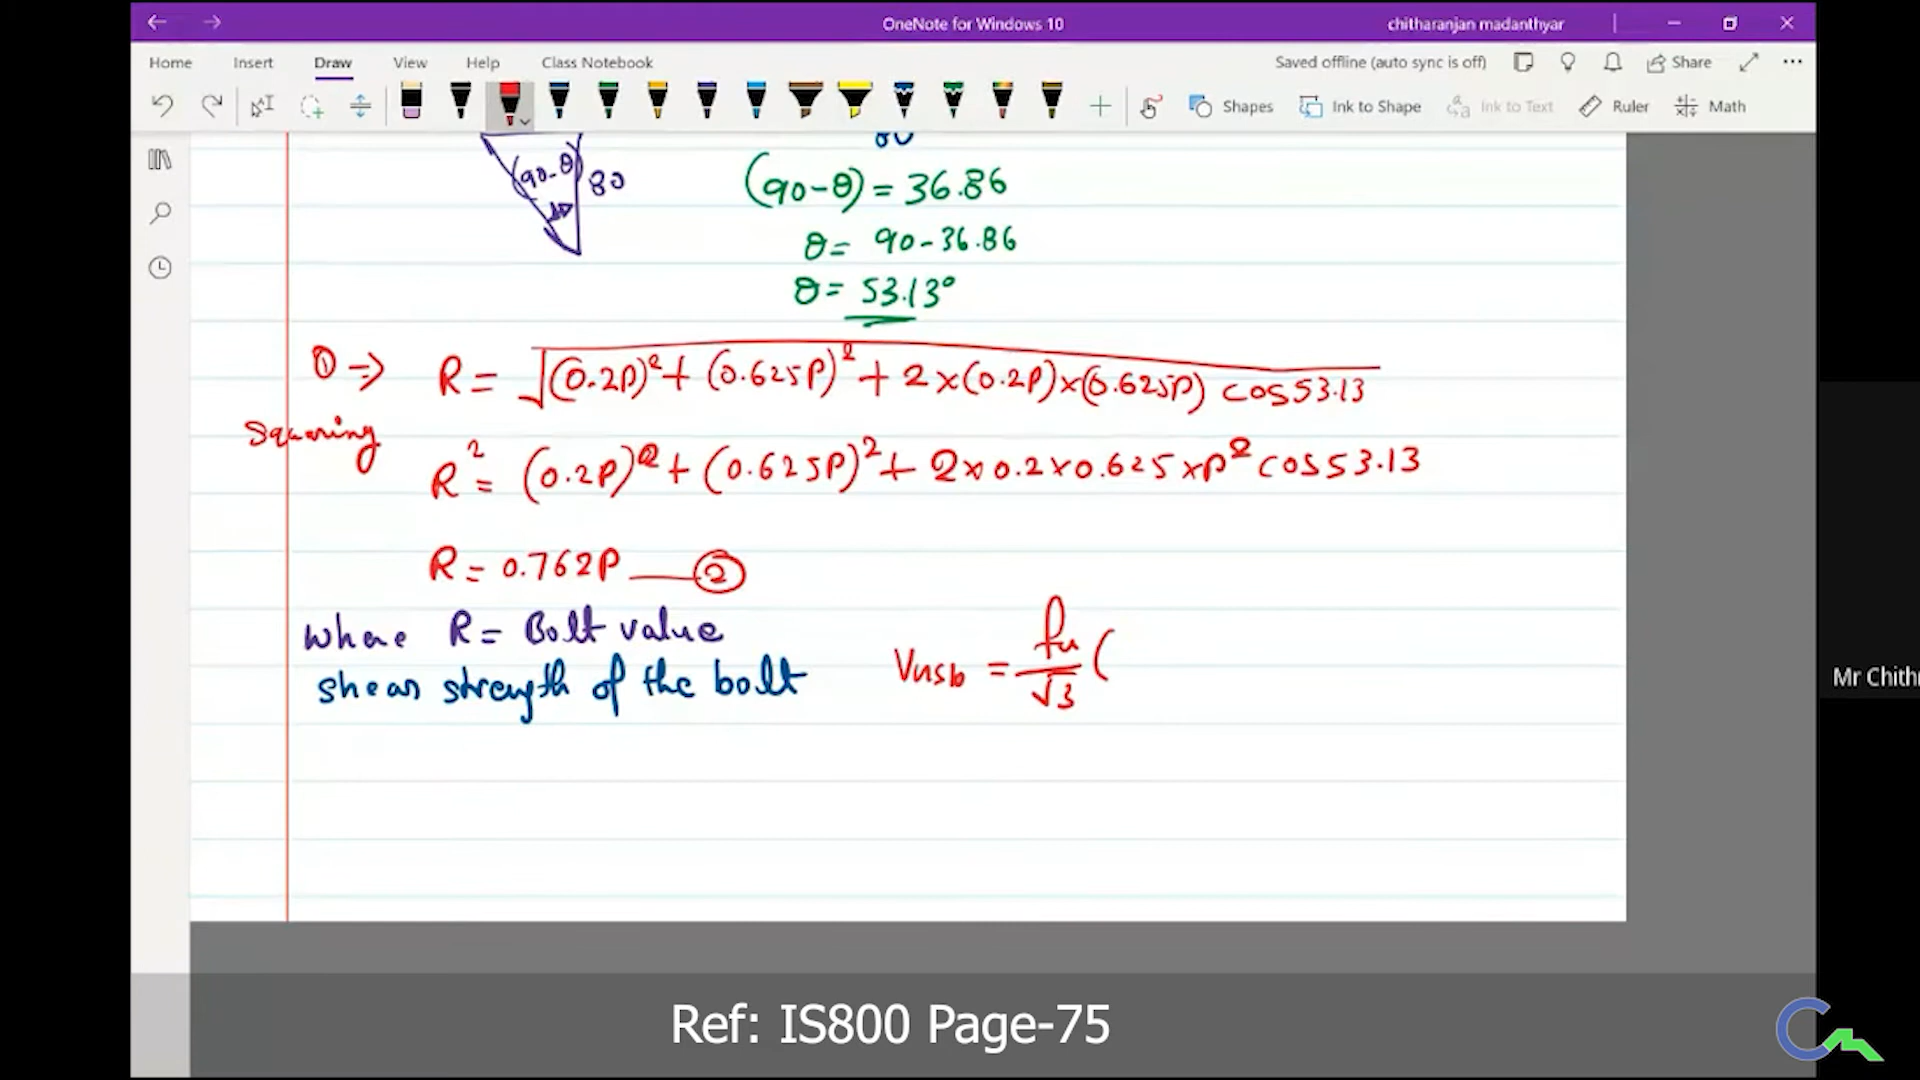 OneNote for Windows 10
chitharanjan madanthyar
Home Insert Draw View Help Class Notebook
Saved offline (auto sync is off) Share
Shapes Ink to Shape Ink to Text Ruler Math
(90-θ) 80
(90-θ) = 36.86
θ = 90-36.86
θ = 53.13°
① ⇒ R = √(0.2P)² + (0.625P)² + 2×(0.2P)×(0.625P) cos53.13
Squaring
R² = (0.2P)² + (0.625P)² + 2×0.2×0.625×P² cos53.13
R = 0.762P — ②
where R = Bolt value
shear strength of the bolt
Vnsb = fu/√3 (
Mr Chith
Ref: IS800 Page-75